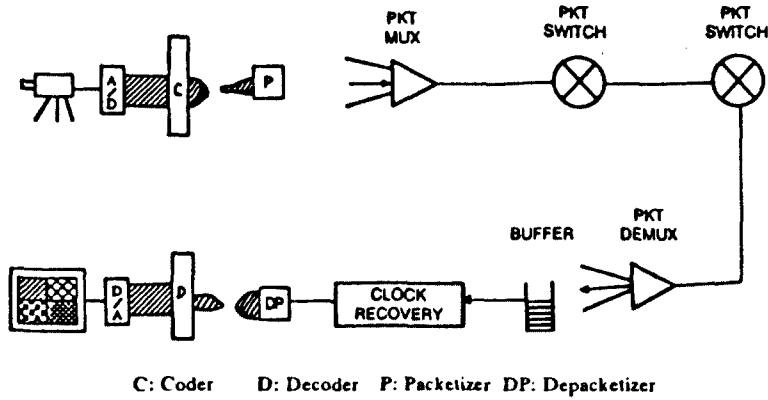 PKT
MUX
PKT
SWITCH
PKT
SWITCH
A/D
C
P
BUFFER
PKT
DEMUX
D/A
D
DP
CLOCK
RECOVERY
C: Coder D: Decoder P: Packetizer DP: Depacketizer